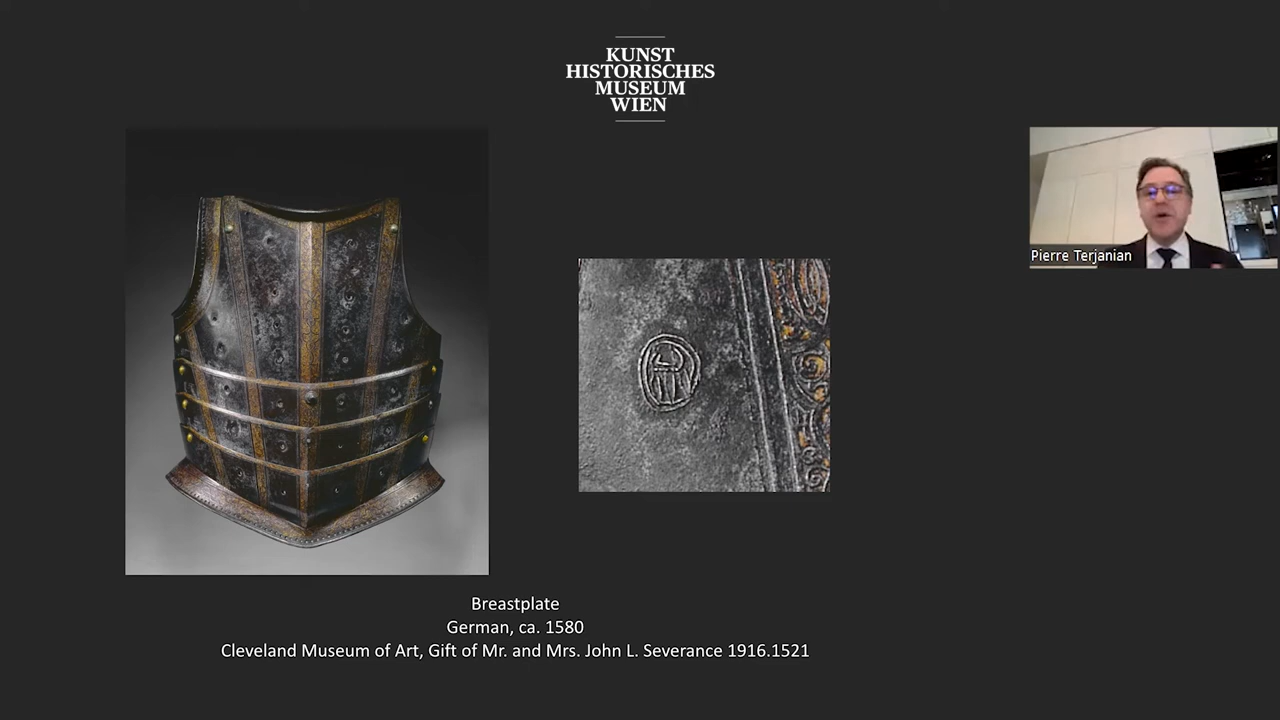 KUNST
HISTORISCHES
MUSEUM
WIEN
Pierre Terjanian
Breastplate
German, ca. 1580
Cleveland Museum of Art, Gift of Mr. and Mrs. John L. Severance 1916.1521